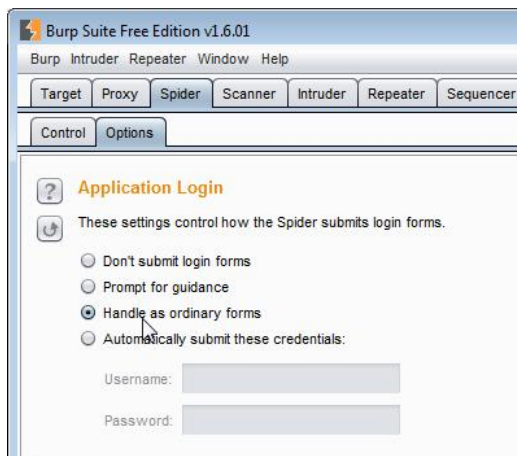 Burp Suite Free Edition v1.6.01
Burp Intruder Repeater Window Help
Target Proxy Spider Scanner Intruder Repeater Sequencer
Control Options
? Application Login
These settings control how the Spider submits login forms.
Don't submit login forms
Prompt for guidance
Handle as ordinary forms
Automatically submit these credentials:
Username:
Password: